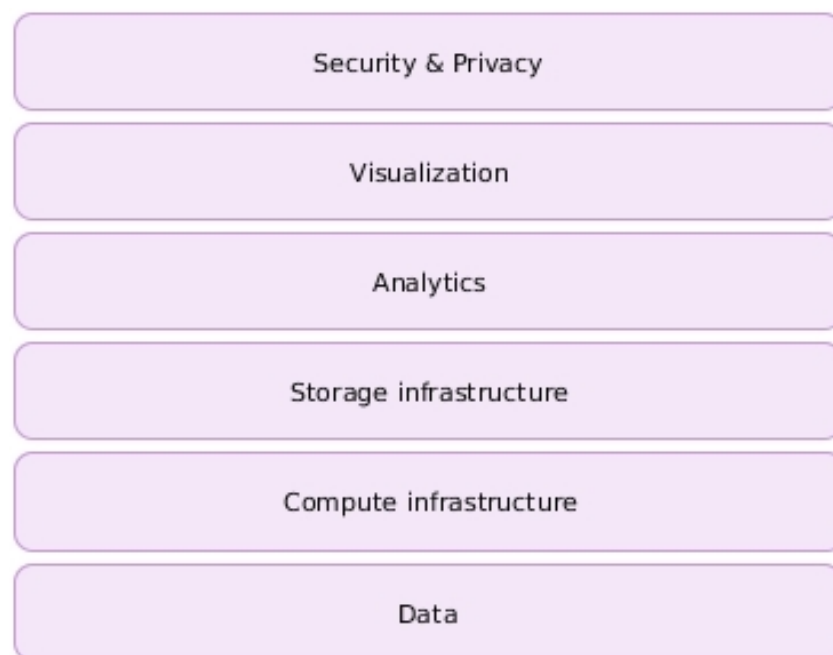 Security & Privacy
Visualization
Analytics
Storage infrastructure
Compute infrastructure
Data